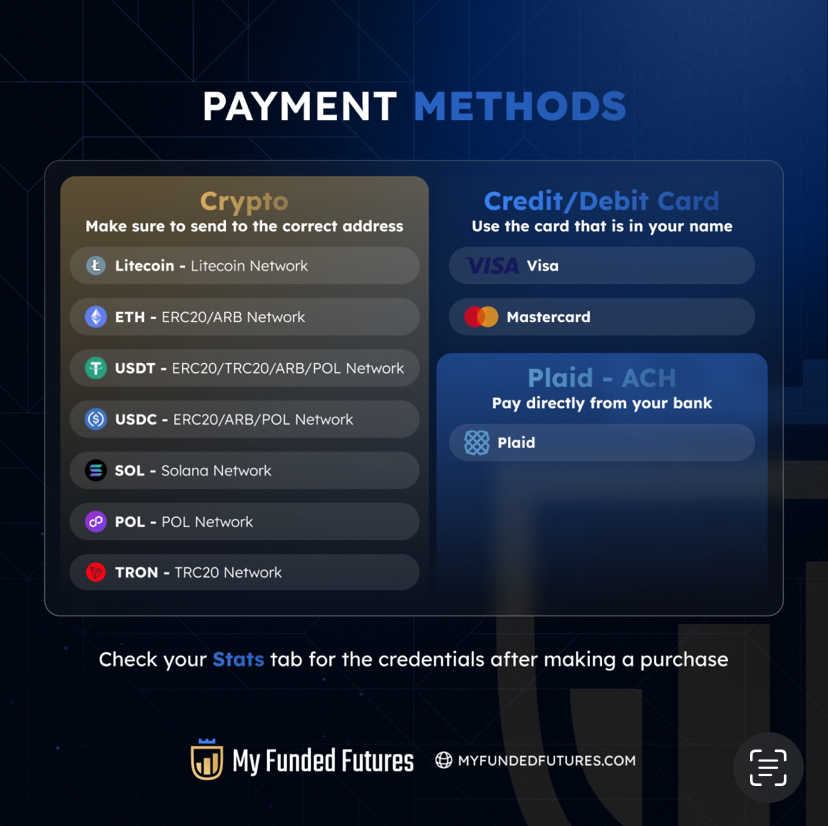 PAYMENT METHODS
Crypto
Make sure to send to the correct address
Litecoin - Litecoin Network
ETH - ERC20/ARB Network
USDT - ERC20/TRC20/ARB/POL Network
USDC - ERC20/ARB/POL Network
SOL - Solana Network
POL - POL Network
TRON - TRC20 Network
Credit/Debit Card
Use the card that is in your name
VISA Visa
Mastercard
Plaid - ACH
Pay directly from your bank
Plaid
Check your Stats tab for the credentials after making a purchase
My Funded Futures MYFUNDEDFUTURES.COM